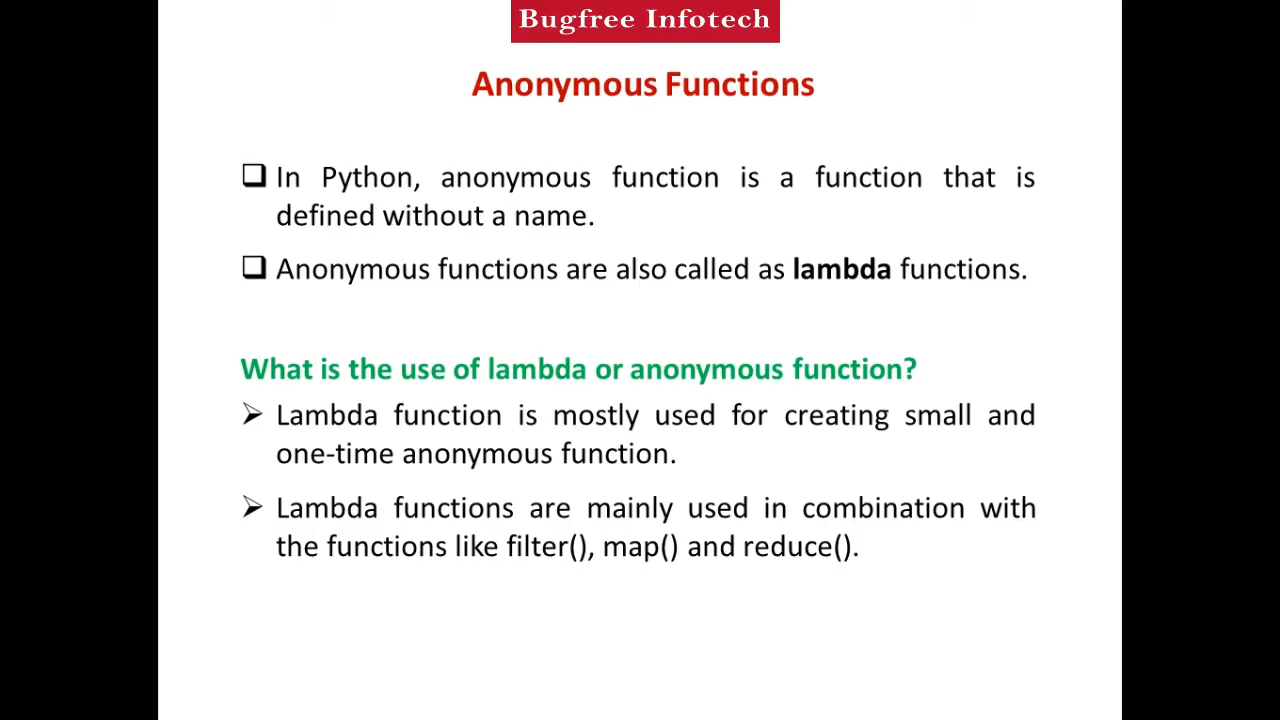 Bugfree Infotech
Anonymous Functions
In Python, anonymous function is a function that is
defined without a name.
Anonymous functions are also called as lambda functions.
What is the use of lambda or anonymous function?
Lambda function is mostly used for creating small and
one-time anonymous function.
Lambda functions are mainly used in combination with
the functions like filter(), map() and reduce().